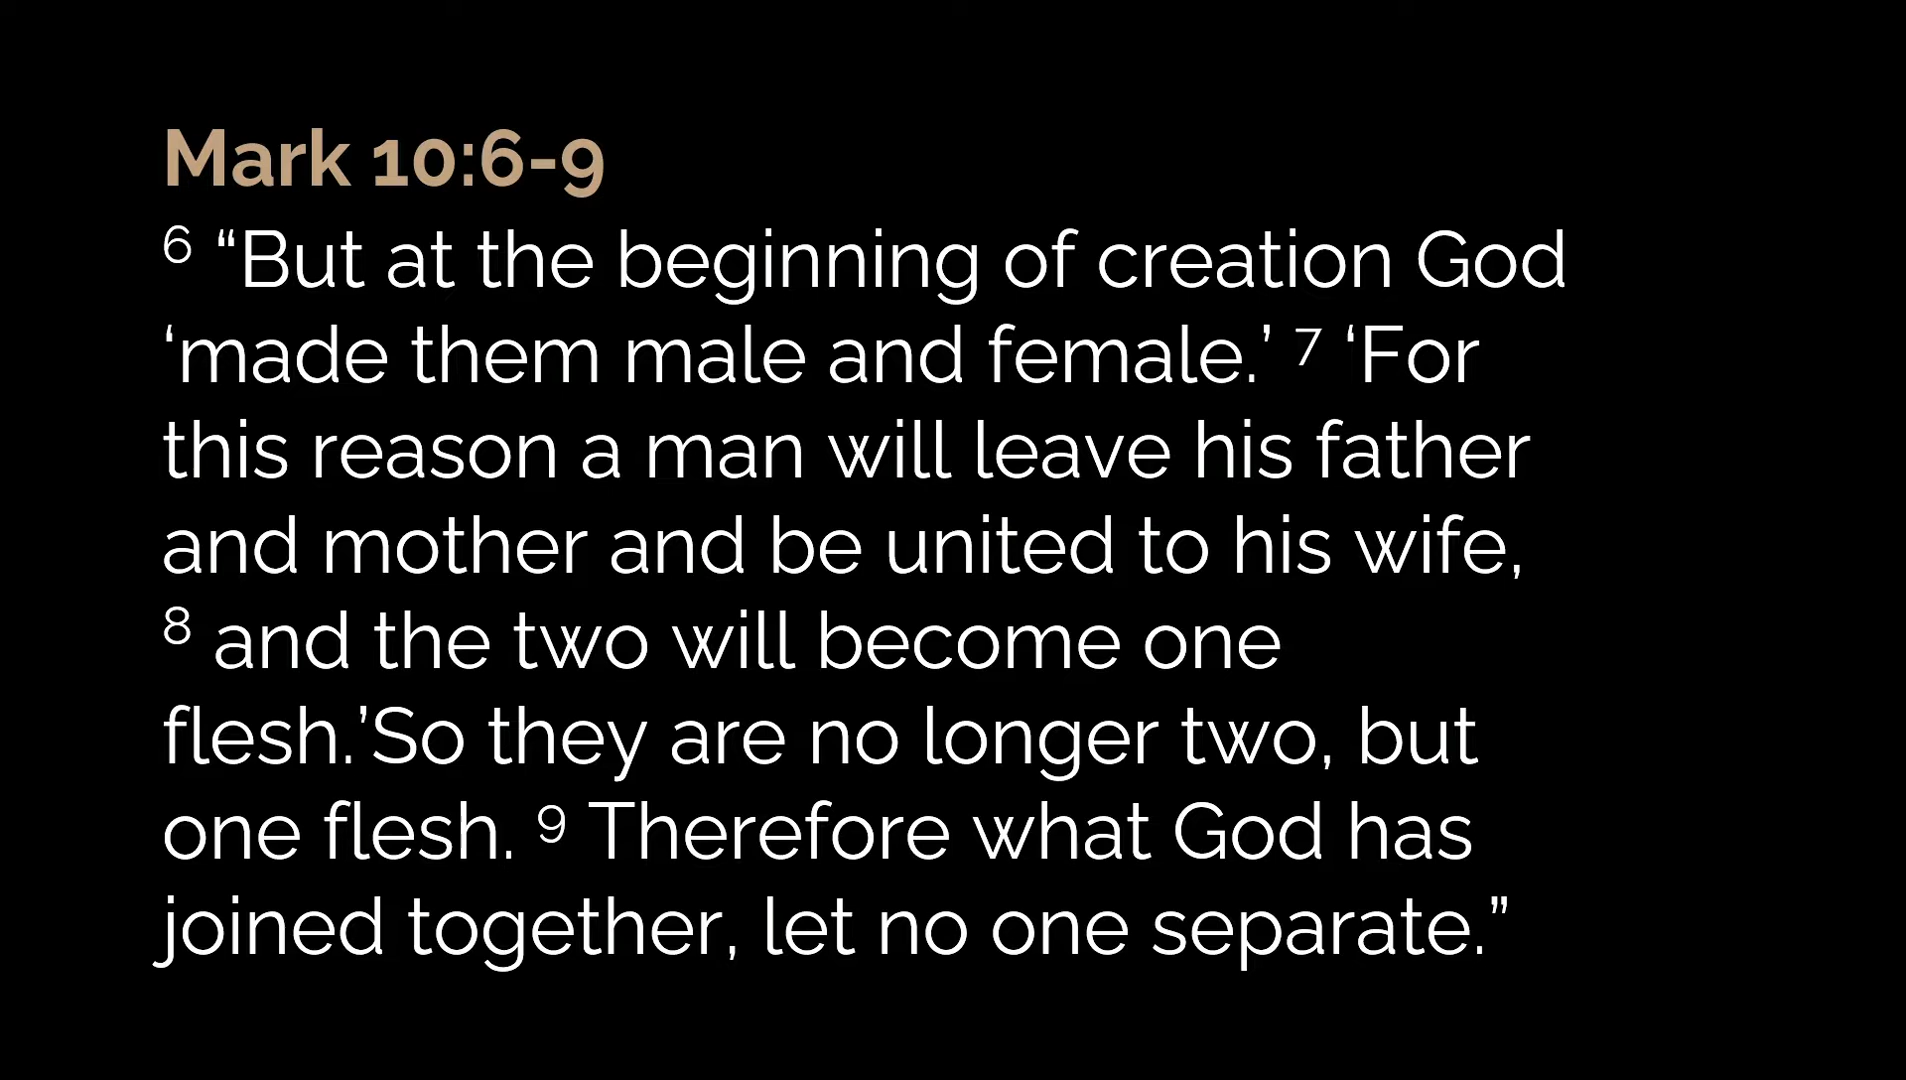 Mark 10:6-9
6 “But at the beginning of creation God
‘made them male and female.’ 7 ‘For
this reason a man will leave his father
and mother and be united to his wife,
8 and the two will become one
flesh.’So they are no longer two, but
one flesh. 9 Therefore what God has
joined together, let no one separate.”